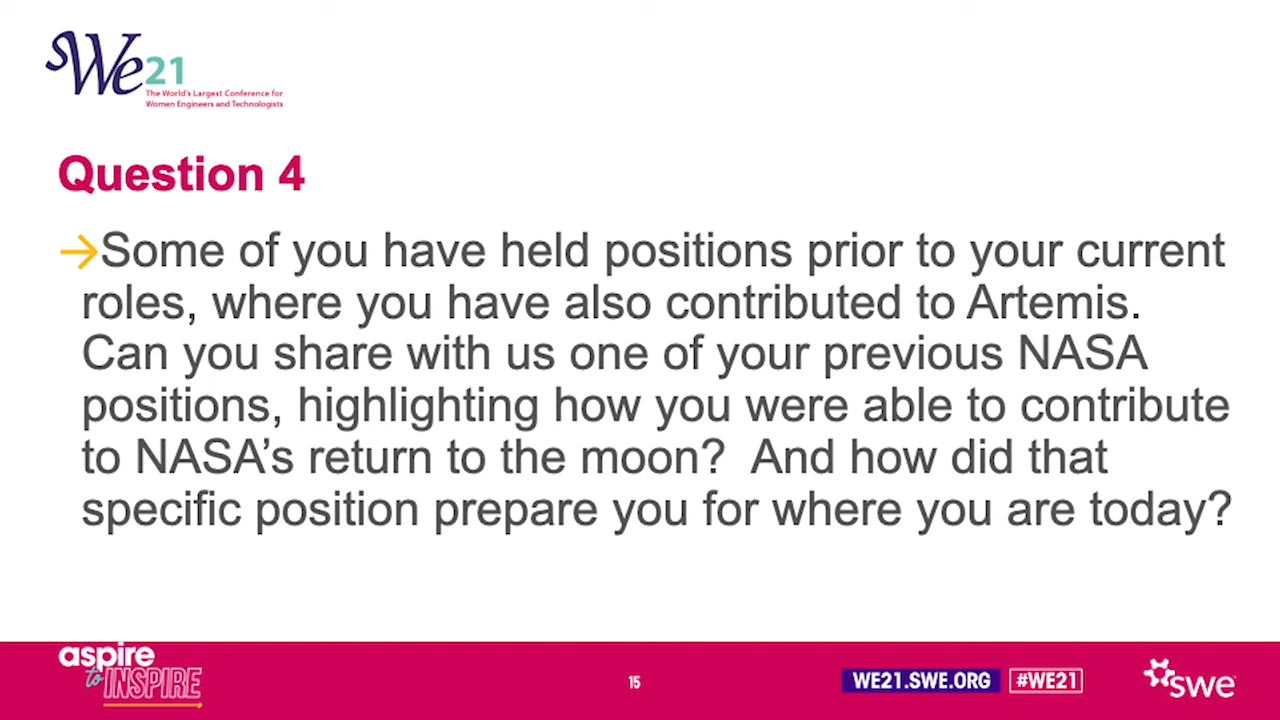 sWe21
The World's Largest Conference for
Women Engineers and Technologists
Question 4
→Some of you have held positions prior to your current
roles, where you have also contributed to Artemis.
Can you share with us one of your previous NASA
positions, highlighting how you were able to contribute
to NASA’s return to the moon?  And how did that
specific position prepare you for where you are today?
aspire
to INSPIRE
15
WE21.SWE.ORG
#WE21
swe